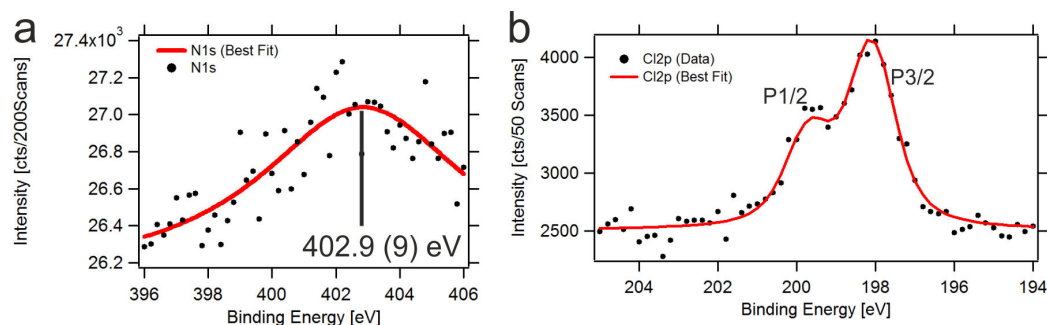 a
27.4x10³
N1s (Best Fit)
N1s
27.2
27.0
26.8
26.6
26.4
26.2
Intensity [cts/200Scans]
402.9 (9) eV
396 398 400 402 404 406
Binding Energy [eV]
b
Cl2p (Data)
Cl2p (Best Fit)
P1/2
P3/2
4000
3500
3000
2500
Intensity [cts/50 Scans]
204 202 200 198 196 194
Binding Energy [eV]